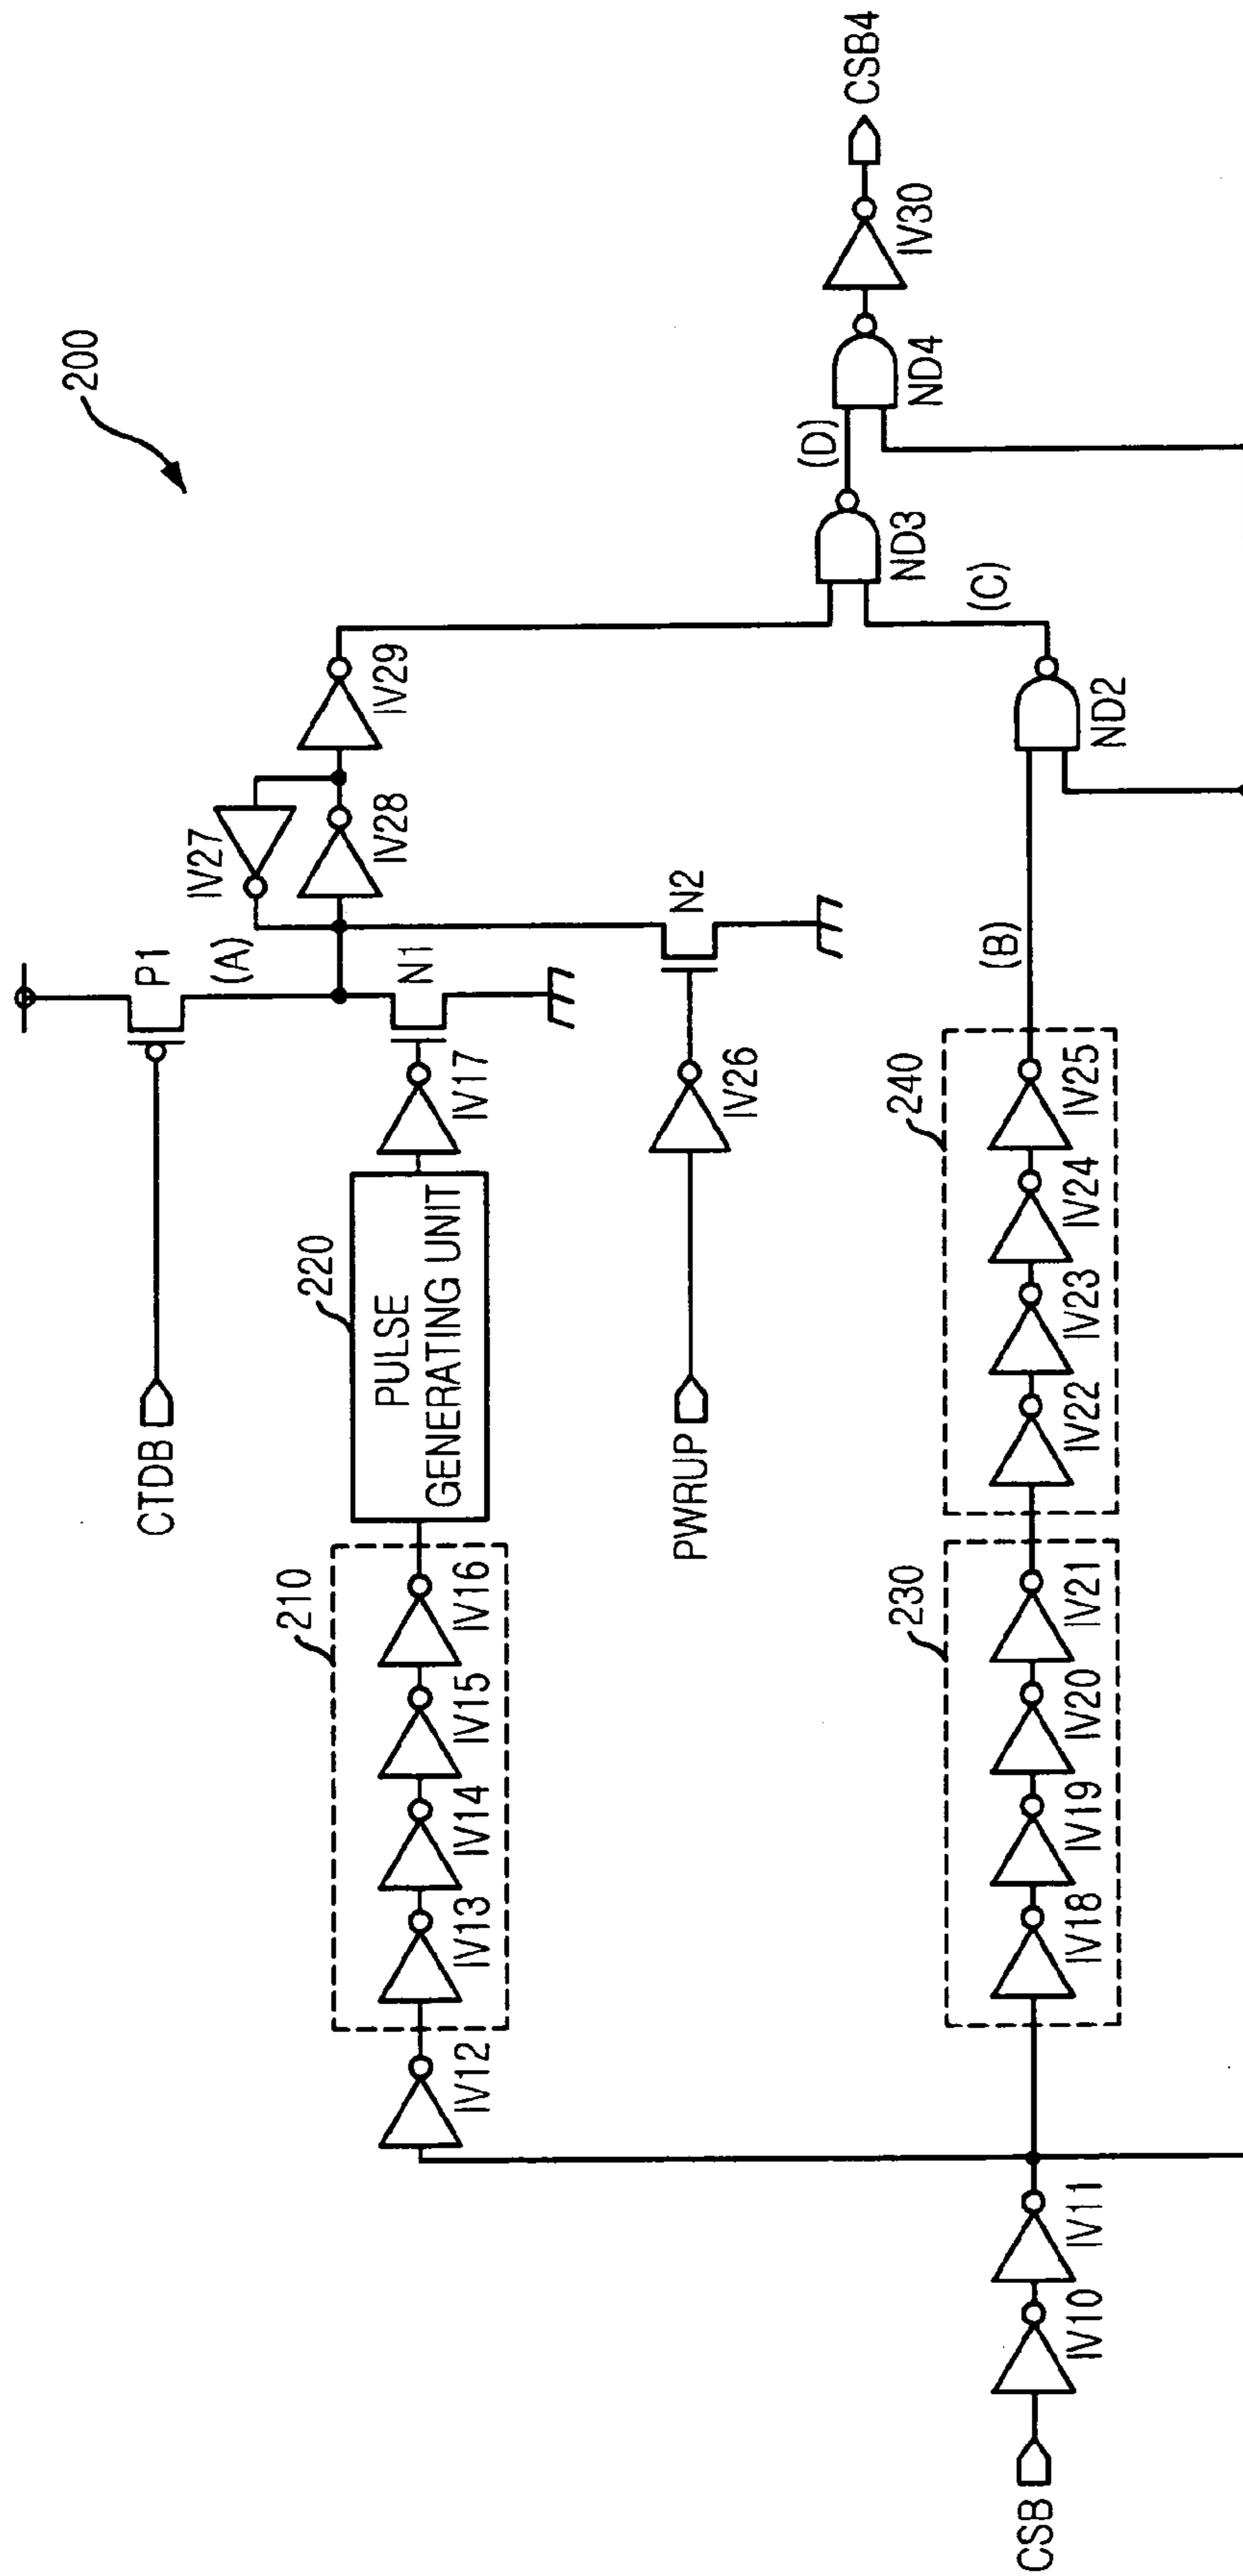 200
CTDB
P1
(A)
IV27
IV28
IV29
210
220
IV12
IV13
IV14
IV15
IV16
PULSE
GENERATING UNIT
IV17
N1
PWRUP
IV26
N2
(D)
ND3
ND4
IV30
CSB4
(C)
230
240
(B)
CSB
IV10
IV11
IV18
IV19
IV20
IV21
IV22
IV23
IV24
IV25
ND2